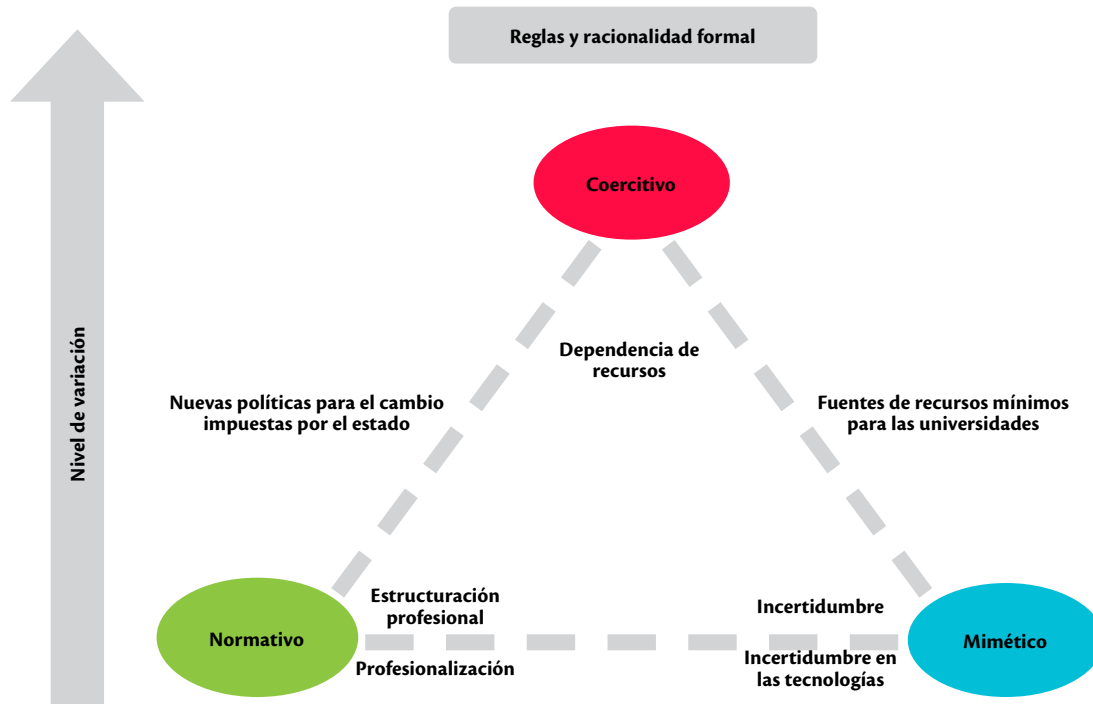 Reglas y racionalidad formal
Coercitivo
Nivel de variación
Dependencia de
recursos
Nuevas políticas para el cambio
impuestas por el estado
Fuentes de recursos mínimos
para las universidades
Estructuración
profesional
Incertidumbre
Normativo
Mimético
Profesionalización
Incertidumbre en
las tecnologías